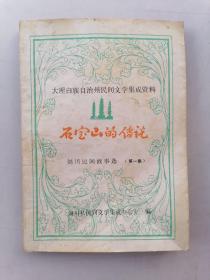 大理白族自治州民间文学集成资料
石宝山的传说
剑川民间故事选 （第一集）
剑川县民间文学集成办公室 编